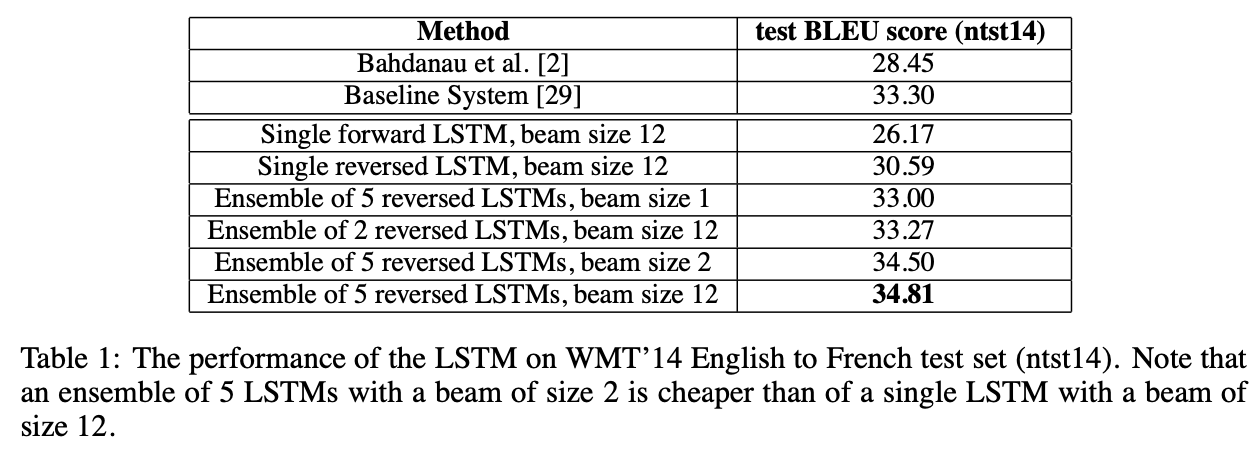 Method test BLEU score (ntst14)
Bahdanau et al. [2] 28.45
Baseline System [29] 33.30
Single forward LSTM, beam size 12 26.17
Single reversed LSTM, beam size 12 30.59
Ensemble of 5 reversed LSTMs, beam size 1 33.00
Ensemble of 2 reversed LSTMs, beam size 12 33.27
Ensemble of 5 reversed LSTMs, beam size 2 34.50
Ensemble of 5 reversed LSTMs, beam size 12 34.81
Table 1: The performance of the LSTM on WMT’14 English to French test set (ntst14). Note that
an ensemble of 5 LSTMs with a beam of size 2 is cheaper than of a single LSTM with a beam of
size 12.